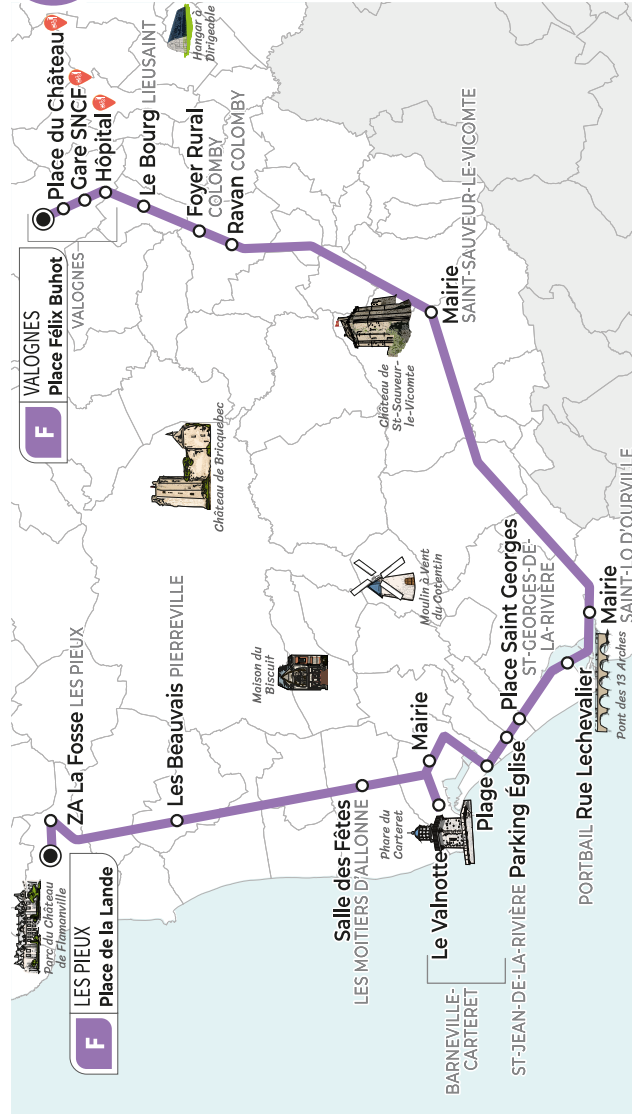 F
LES PIEUX
Place de la Lande
Parc du Château
de Flamanville
ZA La Fosse LES PIEUX
Les Beauvais PIERREVILLE
Salle des Fêtes
LES MOITIERS D'ALLONNE
Phare du
Carteret
Le Valnotte
Mairie
Plage
BARNEVILLE-
CARTERET
ST-JEAN-DE-LA-RIVIÈRE Parking Église
Place Saint Georges
ST-GEORGES-DE-
LA-RIVIÈRE
PORTBAIL Rue Lechevalier
Pont des 13 Arches
Mairie
SAINT-LO D'OURVILLE
Maison du
Biscuit
Moulin à Vent
du Cotentin
Château de Bricquebec
Château de
St-Sauveur-
le-Vicomte
Mairie
SAINT-SAUVEUR-LE-VICOMTE
Ravan COLOMBY
Foyer Rural
COLOMBY
Le Bourg LIEUSAINT
Hôpital
Gare SNCF
Place du Château
VALOGNES
F
VALOGNES
Place Félix Buhot
Hangar à
Dirigeable